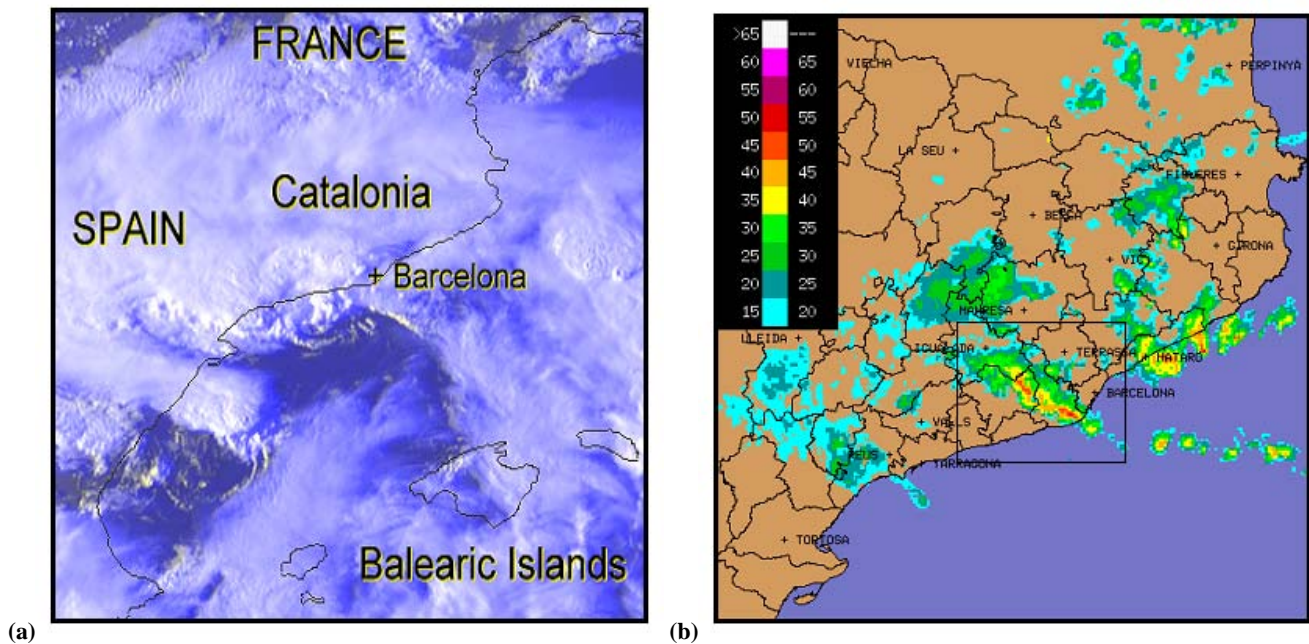 FRANCE
Catalonia
SPAIN
+ Barcelona
Balearic Islands
(a)
>65 ---
60 65
55 60
50 55
45 50
40 45
35 40
30 35
25 30
20 25
15 20
VIELHA
+ PERPINYÀ
LA SEU +
FIGUERES +
+ BERGA
+ GIRONA
+ VIC
MANRESA +
LLEIDA +
IGUALADA +
+ TERRASSA
+ MATARO
+ BARCELONA
+ VALLS
REUS +
+ TARRAGONA
+ TORTOSA
(b)